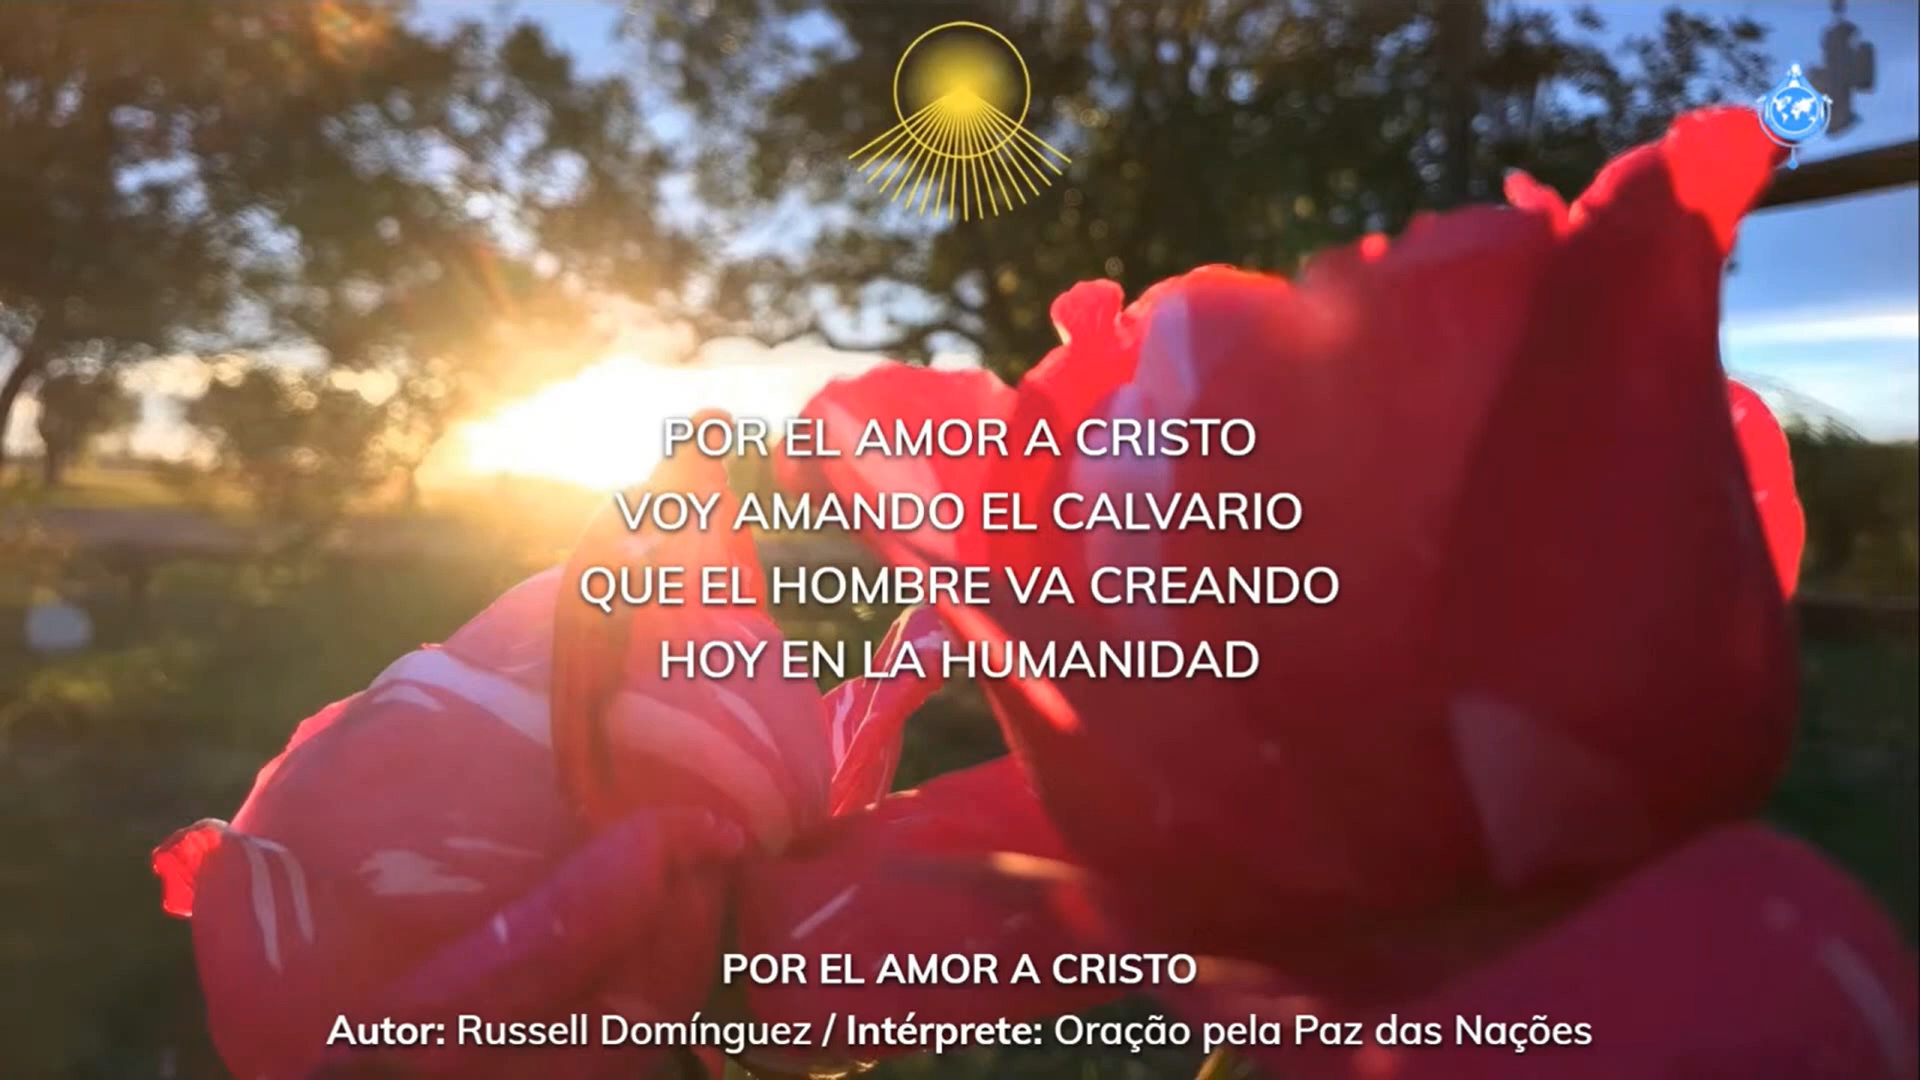 POR EL AMOR A CRISTO
VOY AMANDO EL CALVARIO
QUE EL HOMBRE VA CREANDO
HOY EN LA HUMANIDAD
POR EL AMOR A CRISTO
Autor: Russell Domínguez / Intérprete: Oração pela Paz das Nações